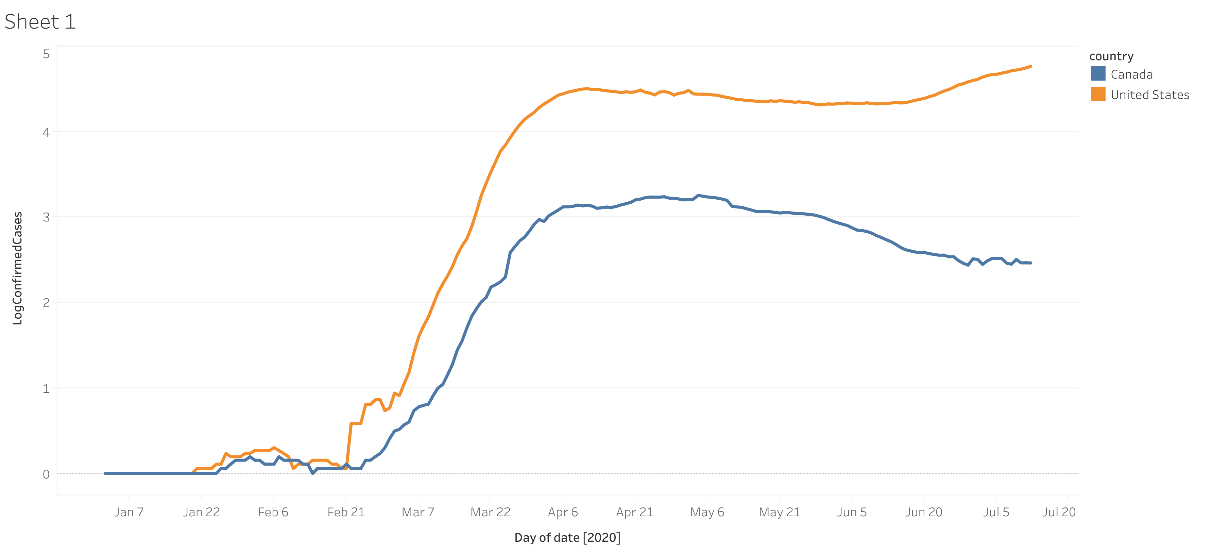 Sheet 1
country
Canada
United States
LogConfirmedCases
5
4
3
2
1
0
Jan 7 Jan 22 Feb 6 Feb 21 Mar 7 Mar 22 Apr 6 Apr 21 May 6 May 21 Jun 5 Jun 20 Jul 5 Jul 20
Day of date [2020]